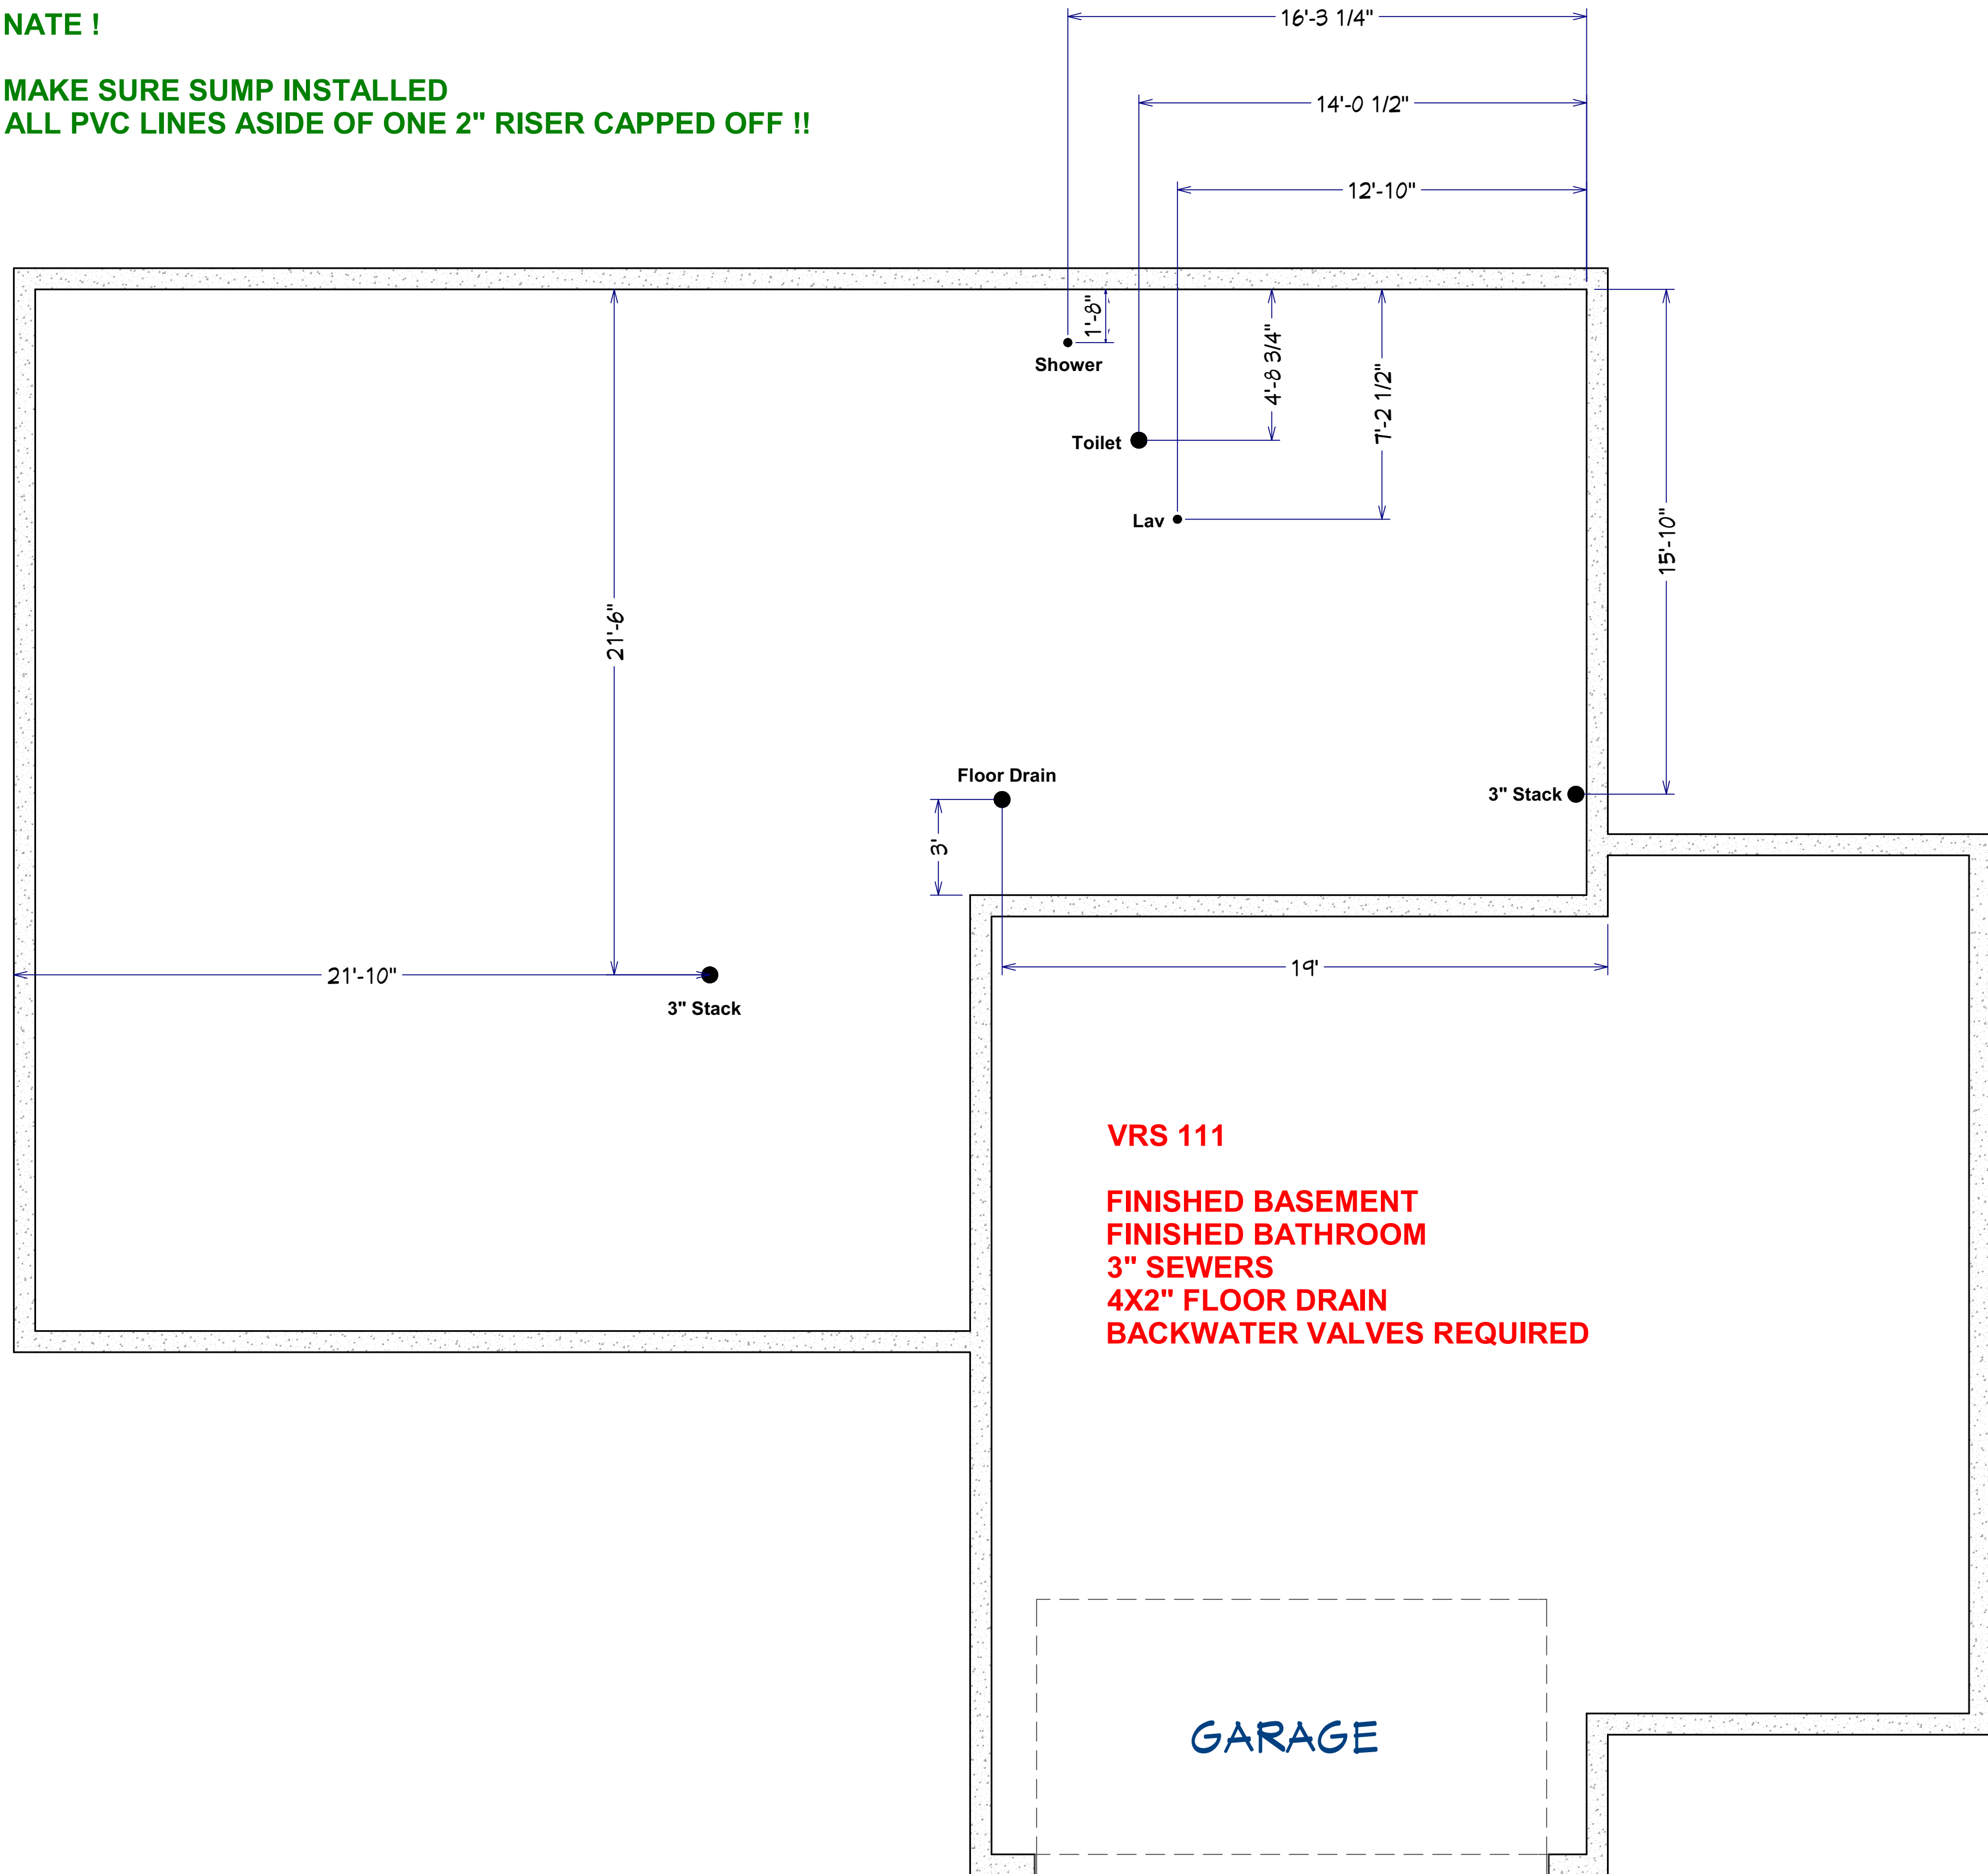 NATE !
MAKE SURE SUMP INSTALLED
ALL PVC LINES ASIDE OF ONE 2" RISER CAPPED OFF !!
16'-3 1/4"
14'-0 1/2"
12'-10"
1'-8"
Shower
4'-8 3/4"
7'-2 1/2"
Toilet
Lav
15'-10"
21'-6"
Floor Drain
3" Stack
3'
21'-10"
19'
3" Stack
VRS 111
FINISHED BASEMENT
FINISHED BATHROOM
3" SEWERS
4X2" FLOOR DRAIN
BACKWATER VALVES REQUIRED
GARAGE